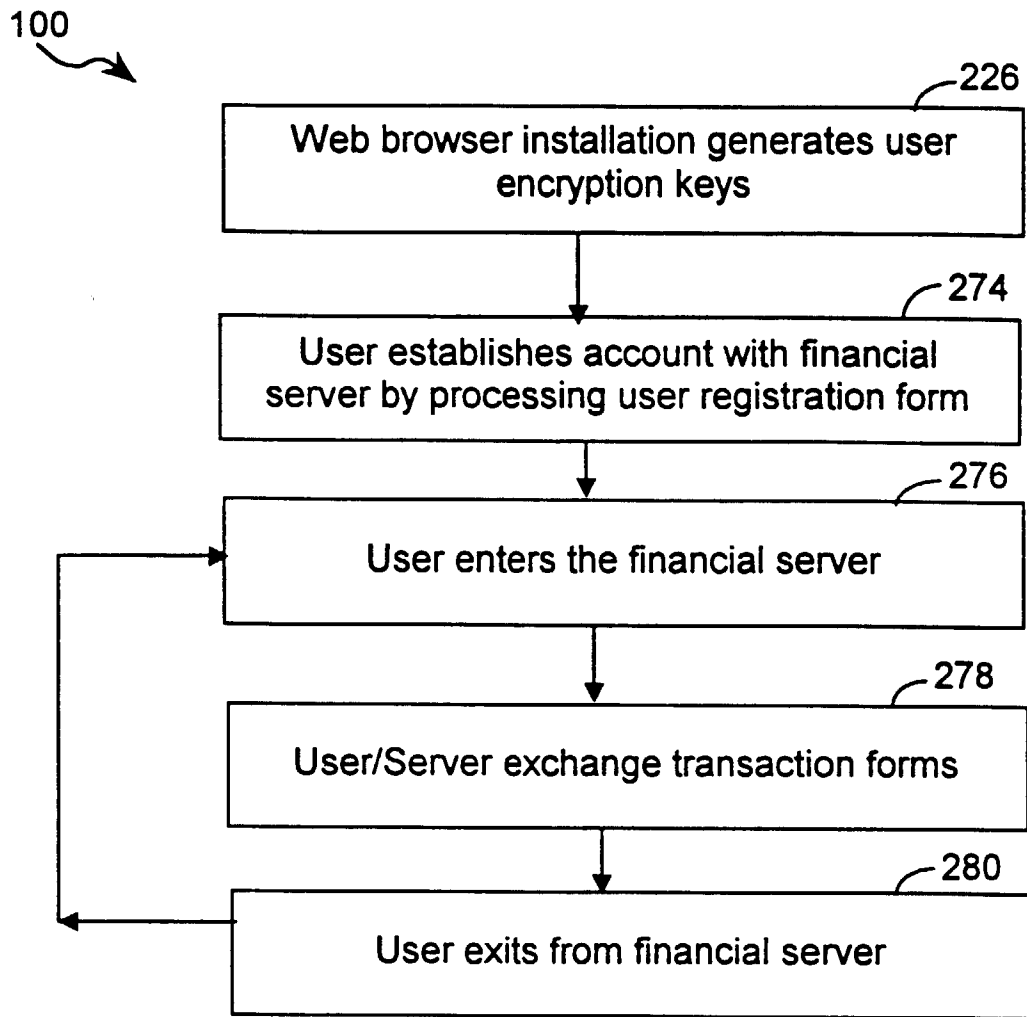 100
226
Web browser installation generates user
encryption keys
274
User establishes account with financial
server by processing user registration form
276
User enters the financial server
278
User/Server exchange transaction forms
280
User exits from financial server